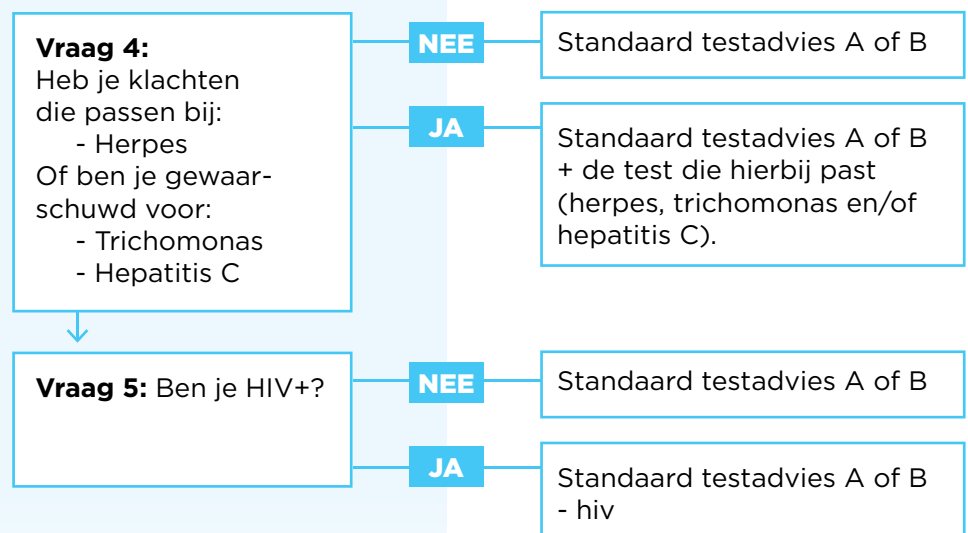 Vraag 4:
Heb je klachten
die passen bij:
- Herpes
Of ben je gewaar-
schuwd voor:
- Trichomonas
- Hepatitis C
NEE
Standaard testadvies A of B
JA
Standaard testadvies A of B
+ de test die hierbij past
(herpes, trichomonas en/of
hepatitis C).
Vraag 5: Ben je HIV+?
NEE
Standaard testadvies A of B
JA
Standaard testadvies A of B
- hiv